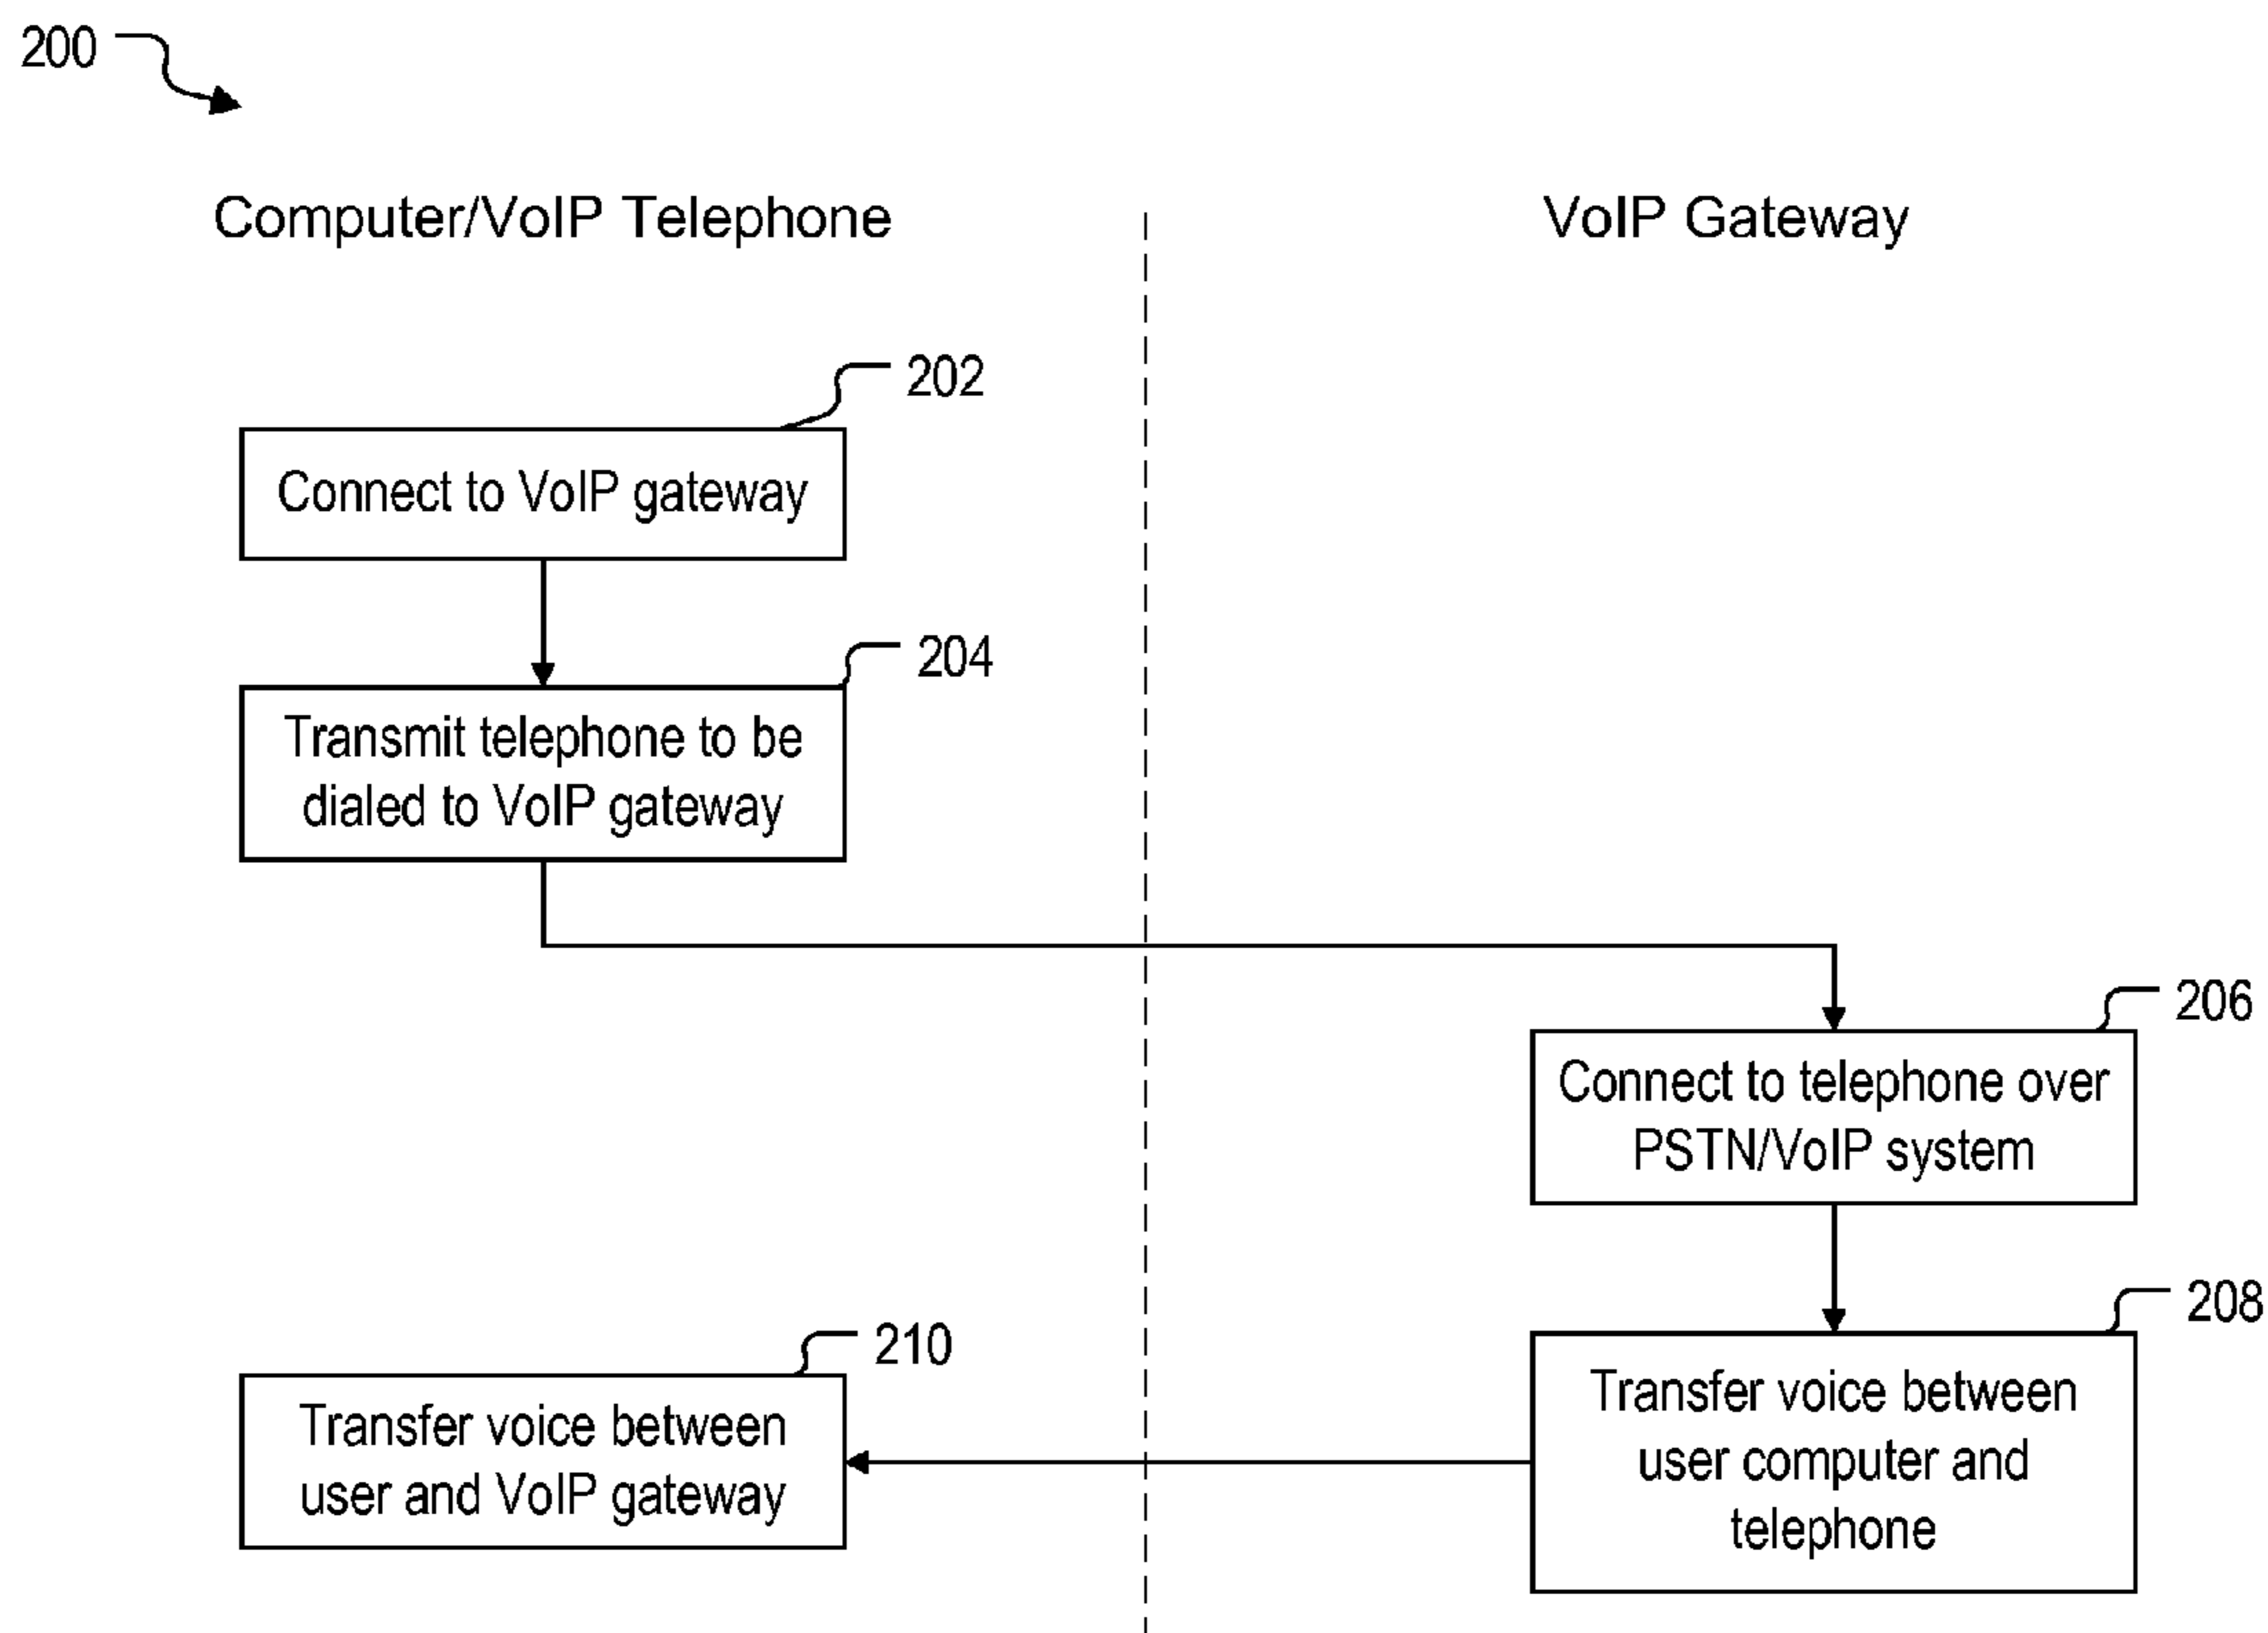 200
Computer/VoIP Telephone
VoIP Gateway
202
Connect to VoIP gateway
204
Transmit telephone to be
dialed to VoIP gateway
206
Connect to telephone over
PSTN/VoIP system
208
Transfer voice between
user computer and
telephone
210
Transfer voice between
user and VoIP gateway